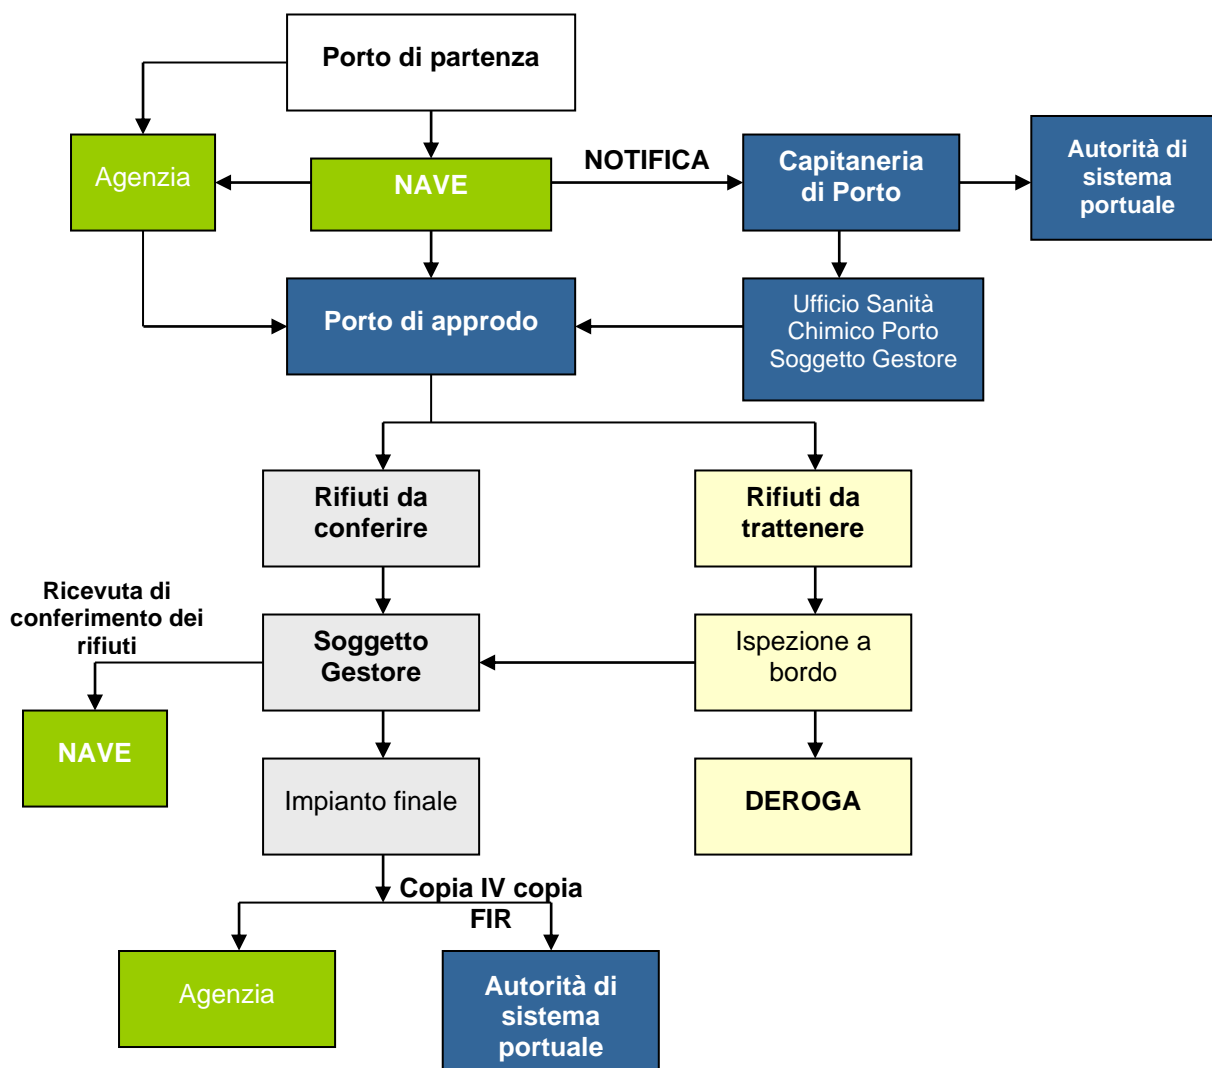 Porto di partenza
Agenzia
NAVE
NOTIFICA
Capitaneria
di Porto
Autorità di
sistema
portuale
Porto di approdo
Ufficio Sanità
Chimico Porto
Soggetto Gestore
Rifiuti da
conferire
Rifiuti da
trattenere
Ricevuta di
conferimento dei
rifiuti
Soggetto
Gestore
Ispezione a
bordo
NAVE
Impianto finale
DEROGA
Copia IV copia
FIR
Agenzia
Autorità di
sistema
portuale